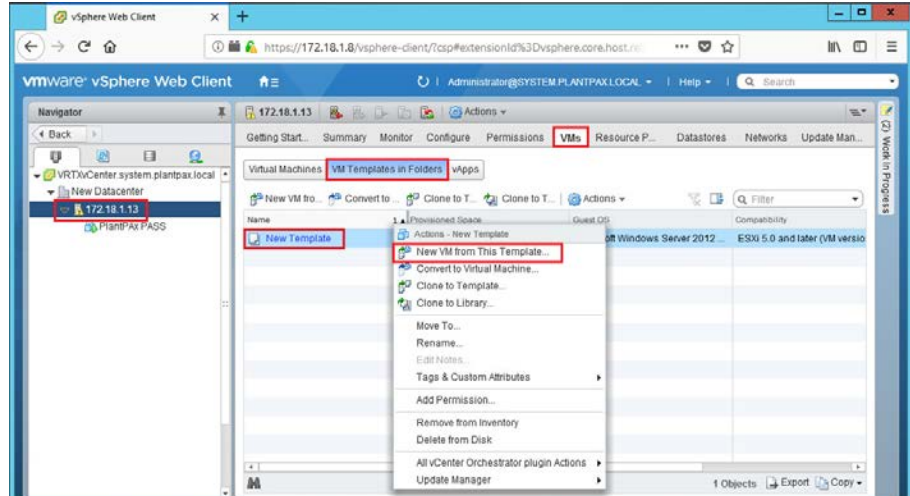 vSphere Web Client
https://172.18.1.8/vsphere-client/?csp#extensionId%3Dvsphere.core.host.re
vmware® vSphere Web Client
Administrator@SYSTEM.PLANTPAX.LOCAL
Help
Search
Navigator
172.18.1.13
Actions
Back
Getting Start... Summary Monitor Configure Permissions VMs Resource P... Datastores Networks Update Man...
(2) Work In Progress
VRTXvCenter.system.plantpax.local
Virtual Machines VM Templates in Folders vApps
New Datacenter
172.18.1.13
PlantPAx PASS
New VM fro... Convert to ... Clone to T... Clone to T... Actions
Filter
Name 1 Provisioned Space Guest OS Compatibility
New Template
oft Windows Server 2012 ... ESXi 5.0 and later (VM versio
Actions - New Template
New VM from This Template...
Convert to Virtual Machine...
Clone to Template...
Clone to Library...
Move To...
Rename...
Edit Notes...
Tags & Custom Attributes
Add Permission...
Remove from Inventory
Delete from Disk
All vCenter Orchestrator plugin Actions
Update Manager
1 Objects Export Copy